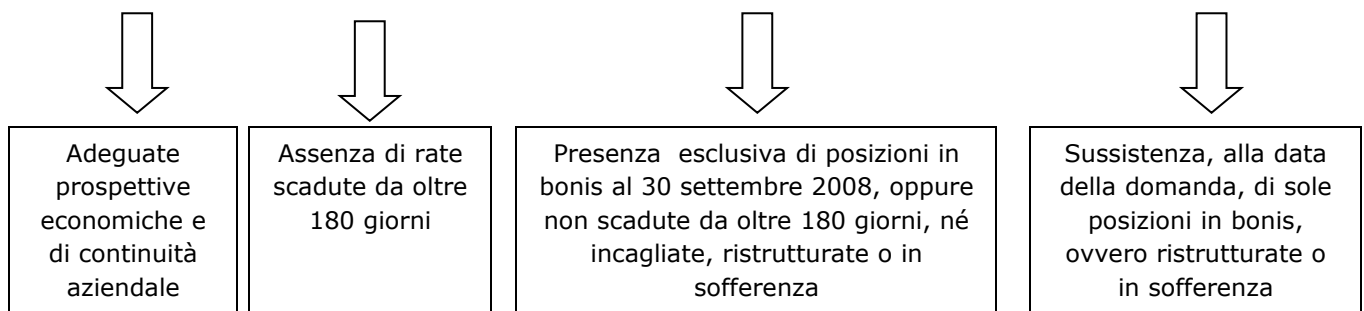 Adeguate
prospettive
economiche e
di continuità
aziendale
Assenza di rate
scadute da oltre
180 giorni
Presenza esclusiva di posizioni in
bonis al 30 settembre 2008, oppure
non scadute da oltre 180 giorni, né
incagliate, ristrutturate o in
sofferenza
Sussistenza, alla data
della domanda, di sole
posizioni in bonis,
ovvero ristrutturate o
in sofferenza